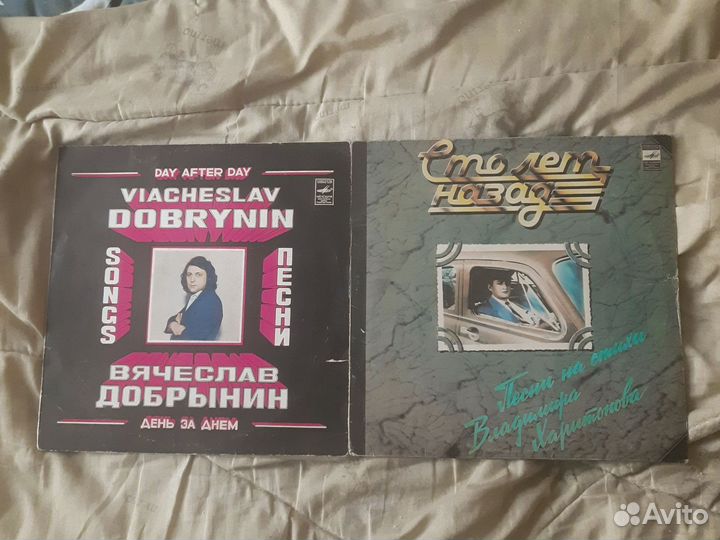 DAY AFTER DAY
VIACHESLAV
DOBRYNIN
SONGS
ПЕСНИ
ВЯЧЕСЛАВ
ДОБРЫНИН
ДЕНЬ ЗА ДНЕМ
Сто лет
назад
Песни на стихи
Владимира
Харитонова
Avito